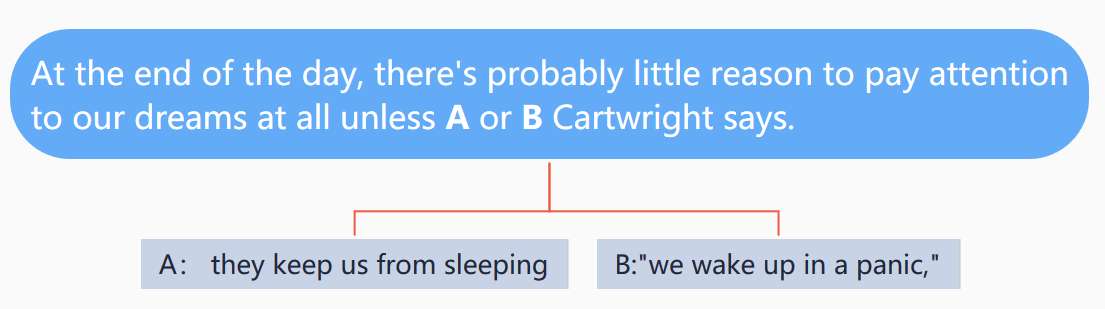 At the end of the day, there's probably little reason to pay attention
to our dreams at all unless A or B Cartwright says.
A: they keep us from sleeping
B:"we wake up in a panic,"